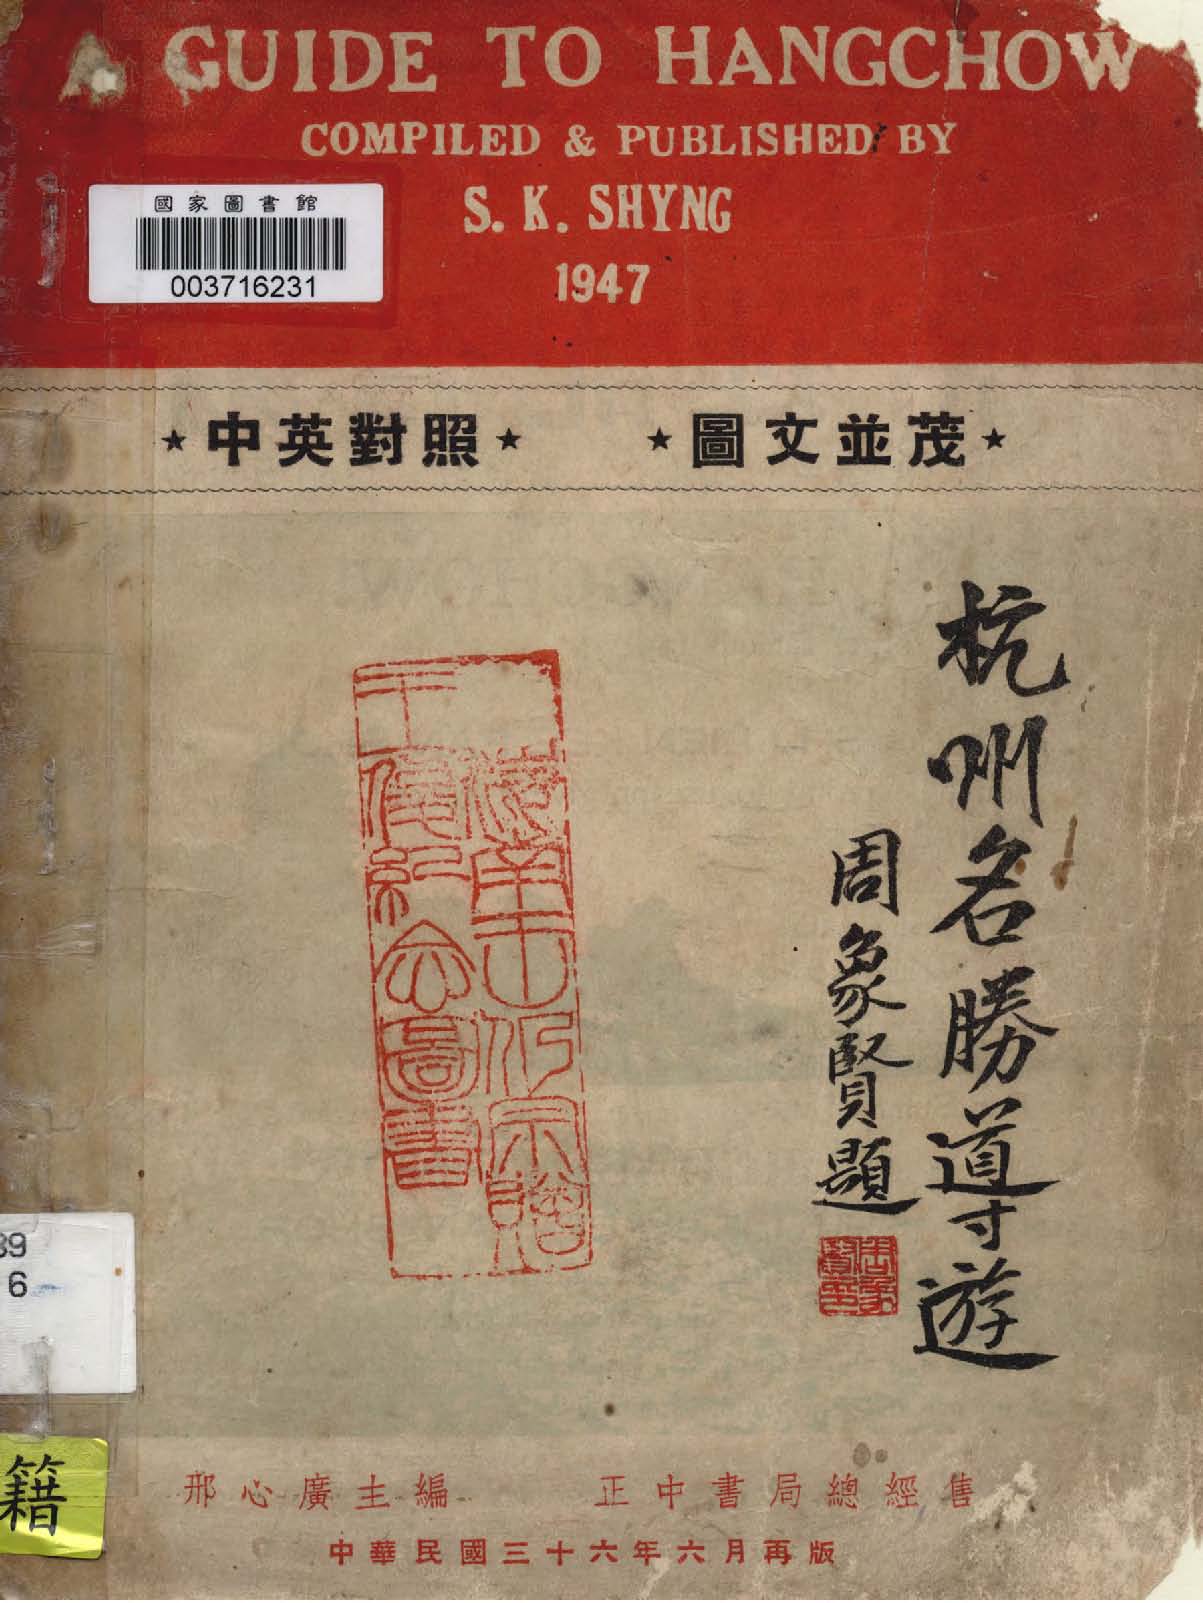 A GUIDE TO HANGCHOW
COMPILED & PUBLISHED BY
S. K. SHYNG
1947
國家圖書館
003716231
★中英對照★ ★圖文並茂★
杭州名勝導遊
周象賢題
39
6
籍
邢心廣主編 正中書局總經售
中華民國三十六年六月再版